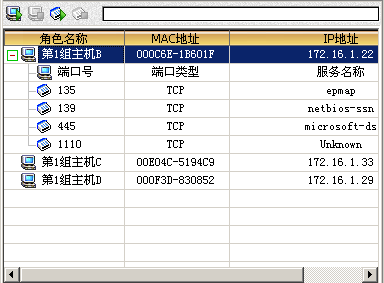 角色名称 MAC地址 IP地址
第1组主机B 000C6E-1B601F 172.16.1.22
端口号 端口类型 服务名称
135 TCP epmap
139 TCP netbios-ssn
445 TCP microsoft-ds
1110 TCP Unknown
第1组主机C 00E04C-5194C9 172.16.1.33
第1组主机D 000F3D-830852 172.16.1.29